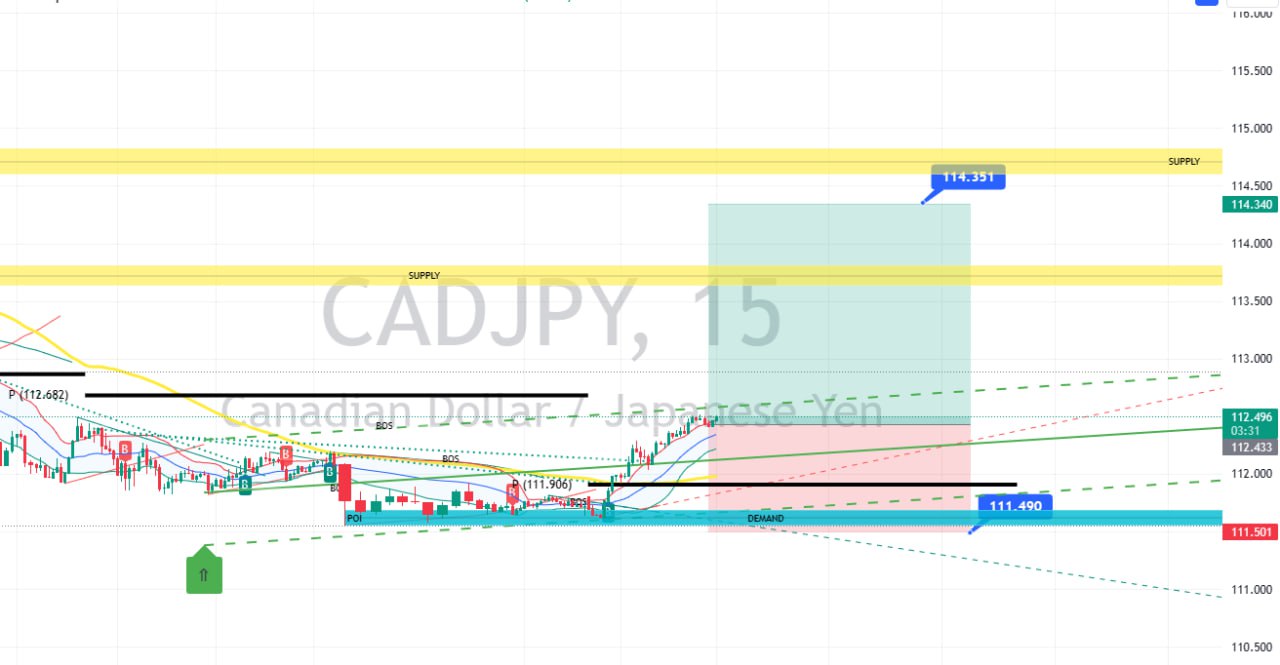 116.000
115.500
115.000
SUPPLY
114.351
114.500
114.340
114.000
SUPPLY
CADJPY, 15
113.500
113.000
P (112.682)
Canadian Dollar / Japanese Yen
BOS
112.496
03:31
112.433
B
B
BOS
B
B
112.000
P (111.906)
B
BOS
111.490
POI
B
DEMAND
111.501
111.000
110.500